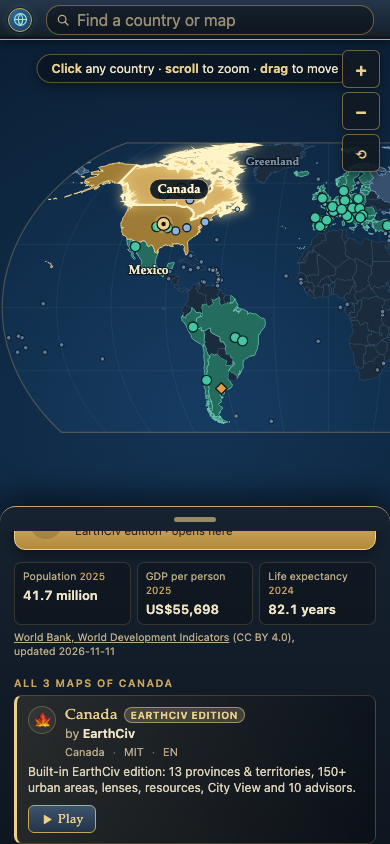 Find a country or map
Click any country · scroll to zoom · drag to move
+
−
Greenland
Canada
Mexico
EarthCiv edition · opens here
Population 2025
41.7 million
GDP per person
2025
US$55,698
Life expectancy
2024
82.1 years
World Bank, World Development Indicators (CC BY 4.0),
updated 2026-11-11
ALL 3 MAPS OF CANADA
Canada EARTHCIV EDITION
by EarthCiv
Canada · MIT · EN
Built-in EarthCiv edition: 13 provinces & territories, 150+
urban areas, lenses, resources, City View and 10 advisors.
Play